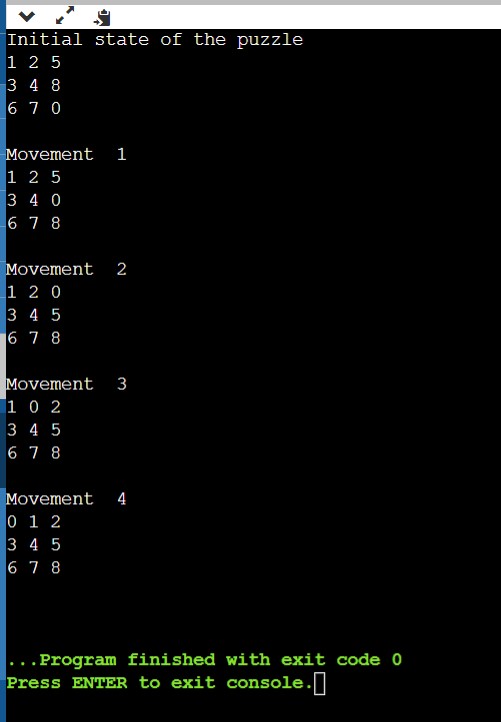 Initial state of the puzzle
1 2 5
3 4 8
6 7 0
Movement  1
1 2 5
3 4 0
6 7 8
Movement  2
1 2 0
3 4 5
6 7 8
Movement  3
1 0 2
3 4 5
6 7 8
Movement  4
0 1 2
3 4 5
6 7 8
...Program finished with exit code 0
Press ENTER to exit console.